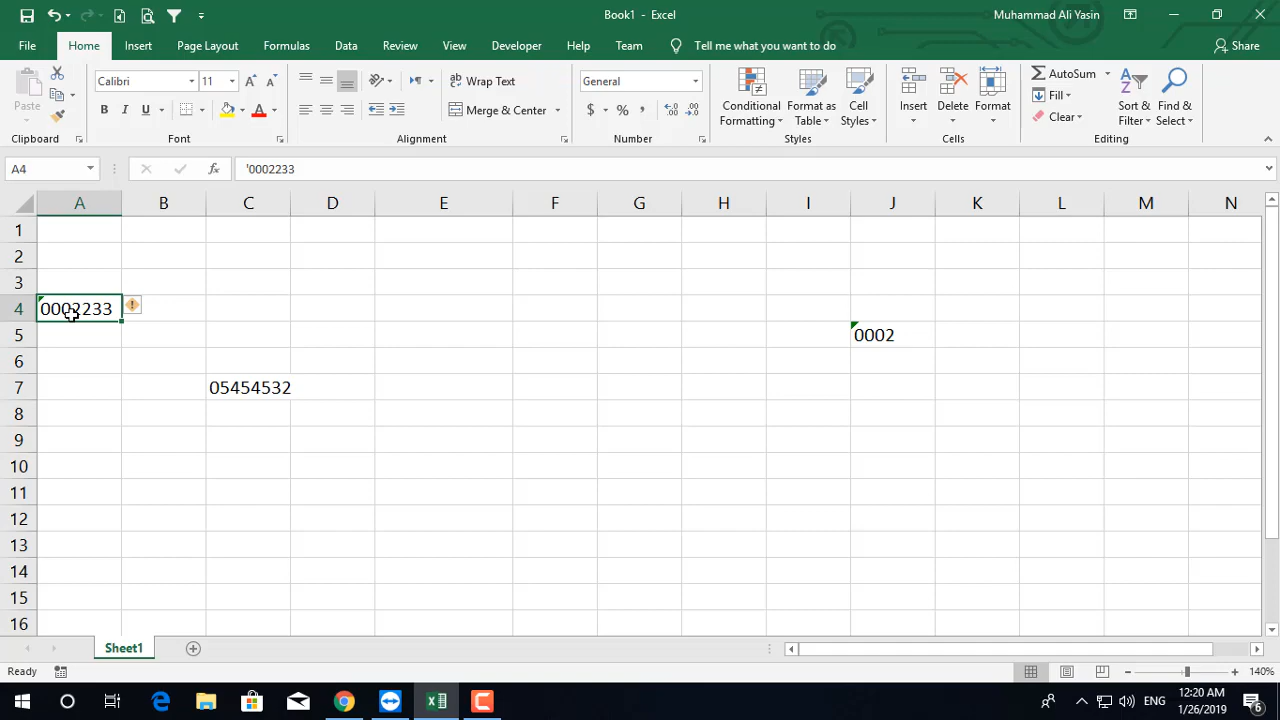 Book1 - Excel
Muhammad Ali Yasin
File Home Insert Page Layout Formulas Data Review View Developer Help Team Tell me what you want to do Share
Paste
Calibri 11
B I U A
Wrap Text
Merge & Center
General
$ % ,
Conditional Formatting
Format as Table
Cell Styles
Insert Delete Format
AutoSum
Fill
Clear
Sort & Filter
Find & Select
Clipboard Font Alignment Number Styles Cells Editing
A4 fx '0002233
A B C D E F G H I J K L M N
1
2
3
4 0002233
5 0002
6
7 05454532
8
9
10
11
12
13
14
15
16
Sheet1
Ready 140%
ENG 12:20 AM
1/26/2019
6